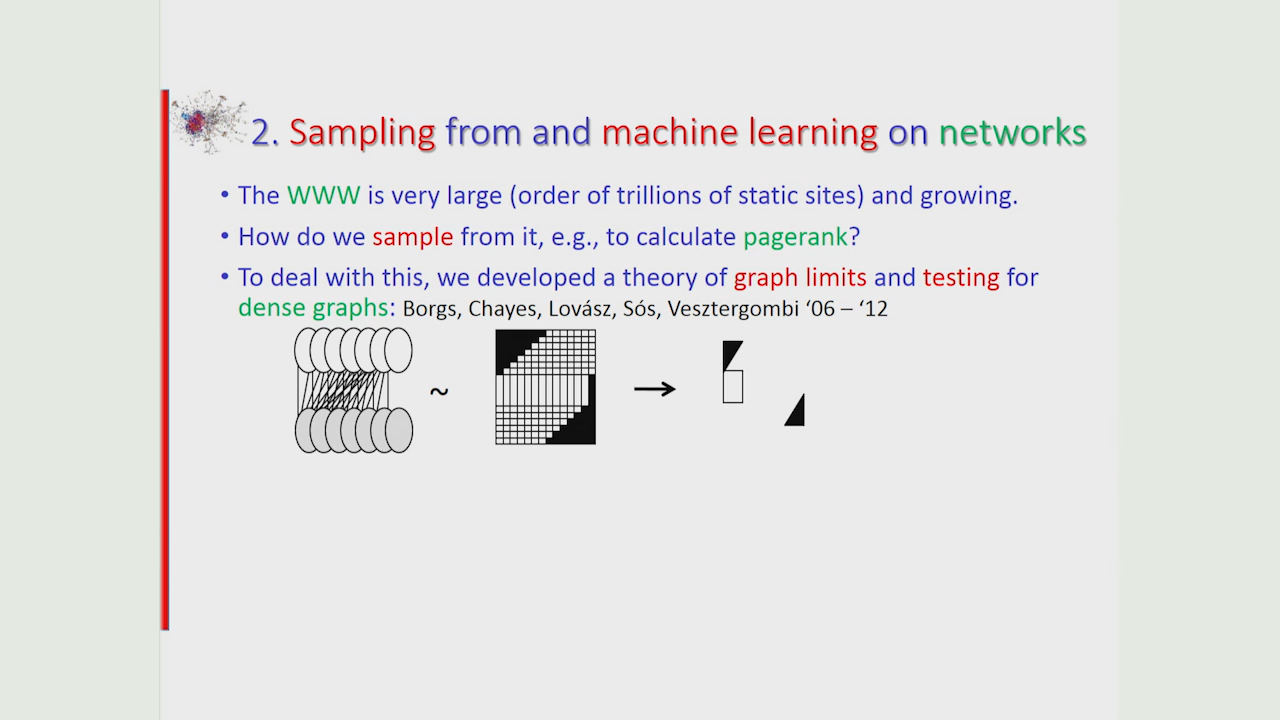 2. Sampling from and machine learning on networks
• The WWW is very large (order of trillions of static sites) and growing.
• How do we sample from it, e.g., to calculate pagerank?
• To deal with this, we developed a theory of graph limits and testing for
dense graphs: Borgs, Chayes, Lovász, Sós, Vesztergombi ‘06 – ‘12
~